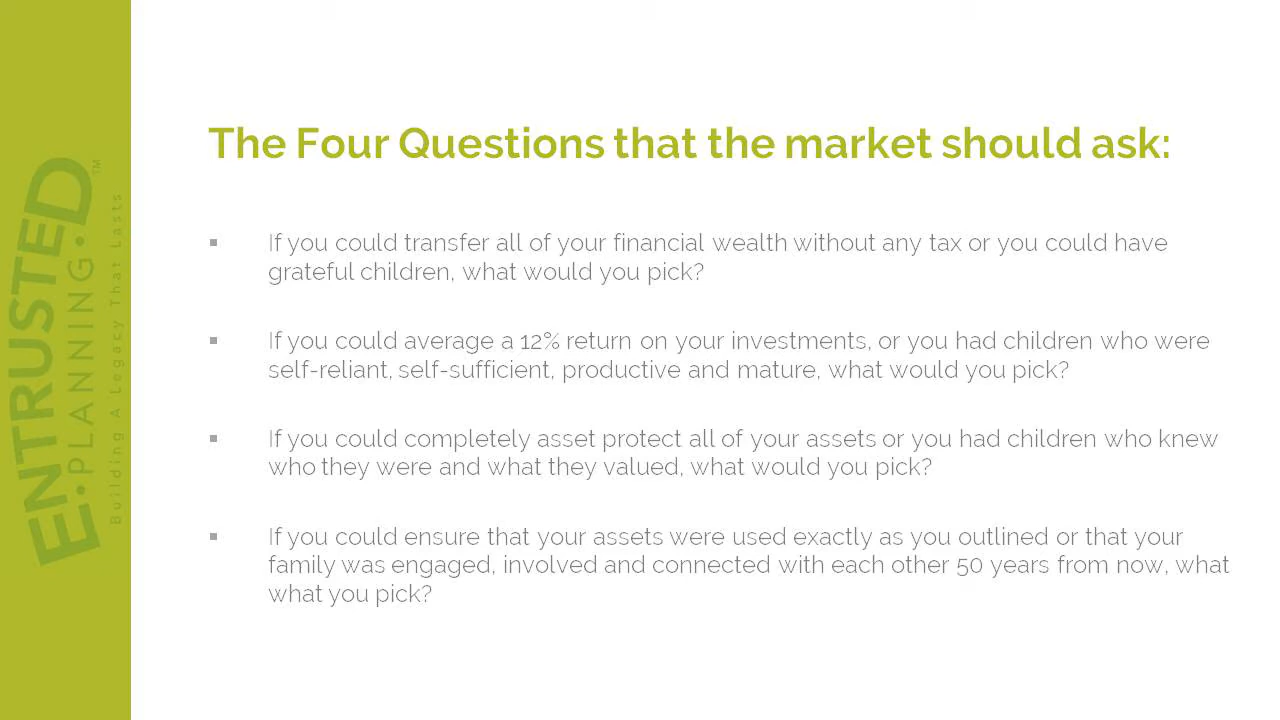 The Four Questions that the market should ask:
▪ If you could transfer all of your financial wealth without any tax or you could have
grateful children, what would you pick?
▪ If you could average a 12% return on your investments, or you had children who were
self-reliant, self-sufficient, productive and mature, what would you pick?
▪ If you could completely asset protect all of your assets or you had children who knew
who they were and what they valued, what would you pick?
▪ If you could ensure that your assets were used exactly as you outlined or that your
family was engaged, involved and connected with each other 50 years from now, what
what you pick?
ENTRUSTED
E.PLANNING.D™
Building A Legacy That Lasts